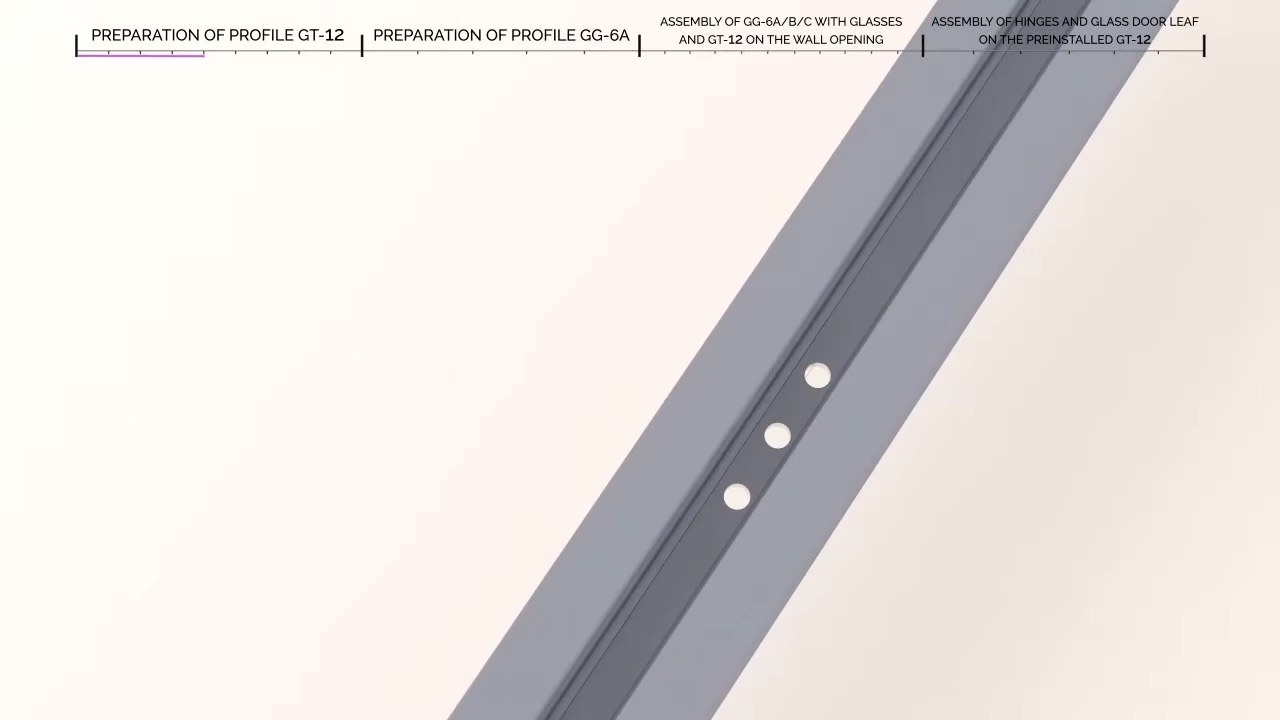 PREPARATION OF PROFILE GT-12
PREPARATION OF PROFILE GG-6A
ASSEMBLY OF GG-6A/B/C WITH GLASSES
AND GT-12 ON THE WALL OPENING
ASSEMBLY OF HINGES AND GLASS DOOR LEAF
ON THE PREINSTALLED GT-12